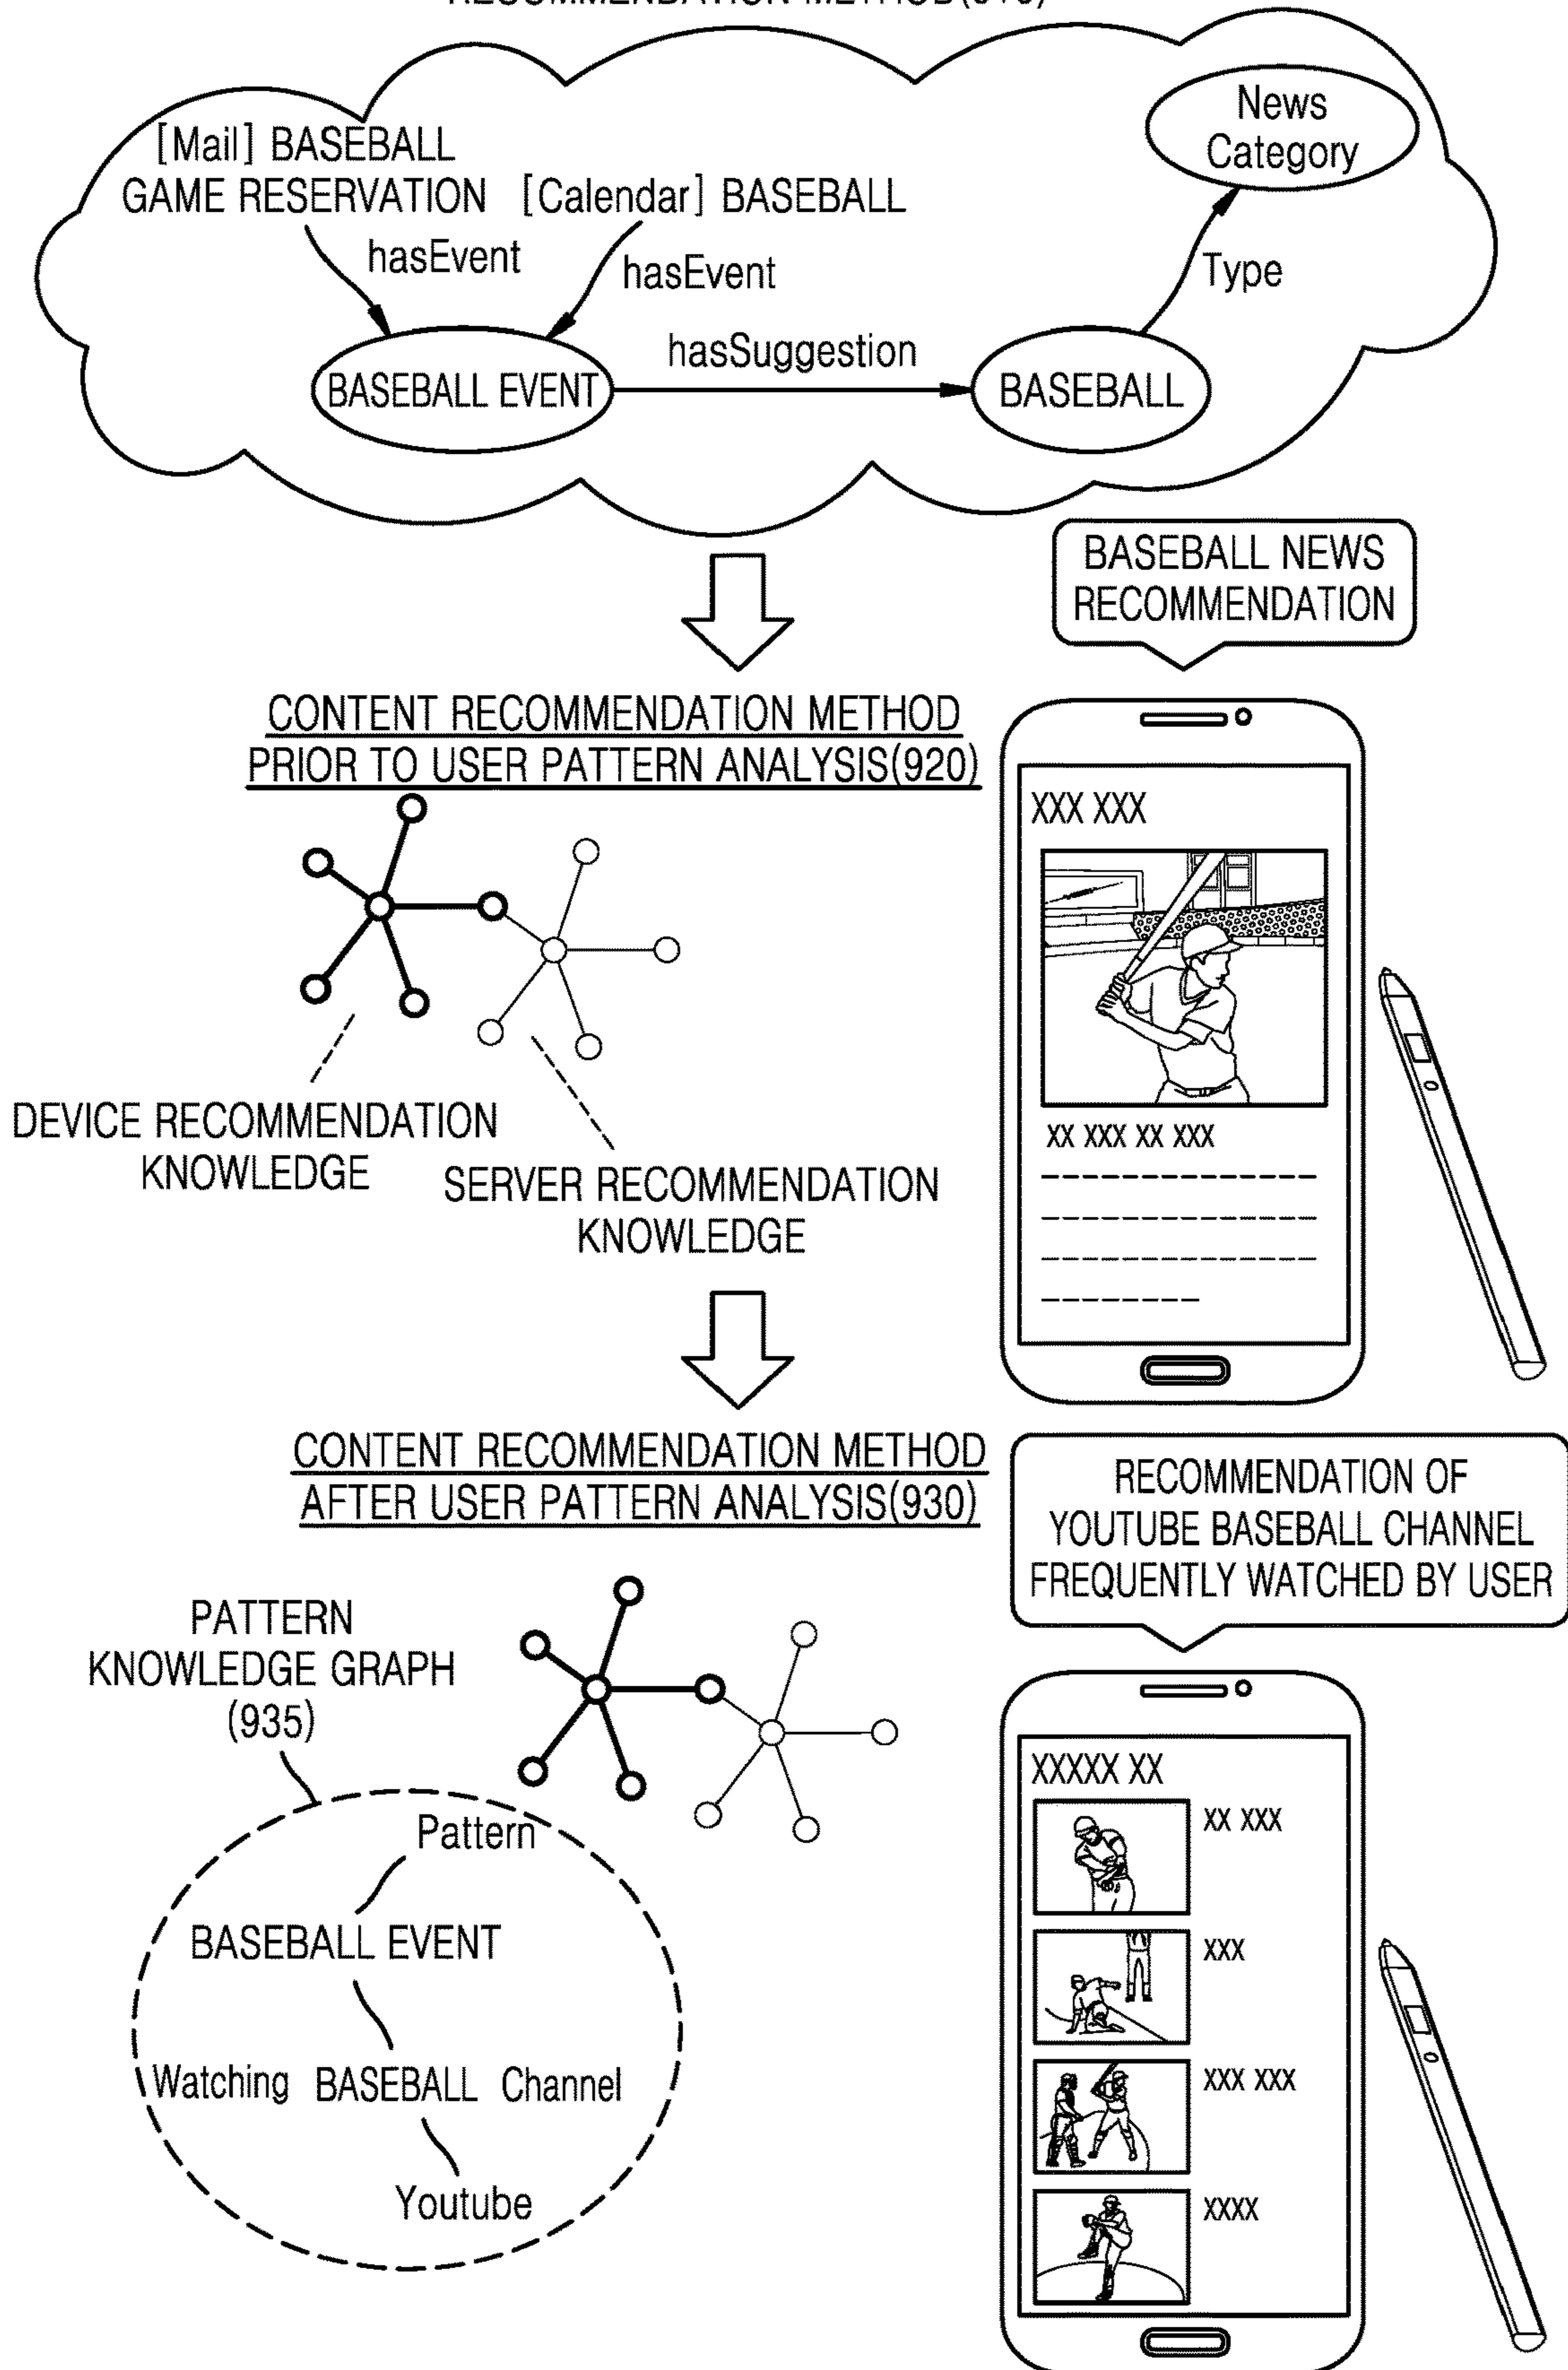 RECOMMENDATION METHOD(910)
News
Category
[Mail] BASEBALL
GAME RESERVATION
[Calendar] BASEBALL
hasEvent
hasEvent
Type
hasSuggestion
BASEBALL EVENT
BASEBALL
BASEBALL NEWS
RECOMMENDATION
CONTENT RECOMMENDATION METHOD
PRIOR TO USER PATTERN ANALYSIS(920)
XXX XXX
XX XXX XX XXX
DEVICE RECOMMENDATION
KNOWLEDGE
SERVER RECOMMENDATION
KNOWLEDGE
CONTENT RECOMMENDATION METHOD
AFTER USER PATTERN ANALYSIS(930)
RECOMMENDATION OF
YOUTUBE BASEBALL CHANNEL
FREQUENTLY WATCHED BY USER
PATTERN
KNOWLEDGE GRAPH
(935)
Pattern
BASEBALL EVENT
Watching BASEBALL Channel
Youtube
XXXXX XX
XX XXX
XXX
XXX XXX
XXXX